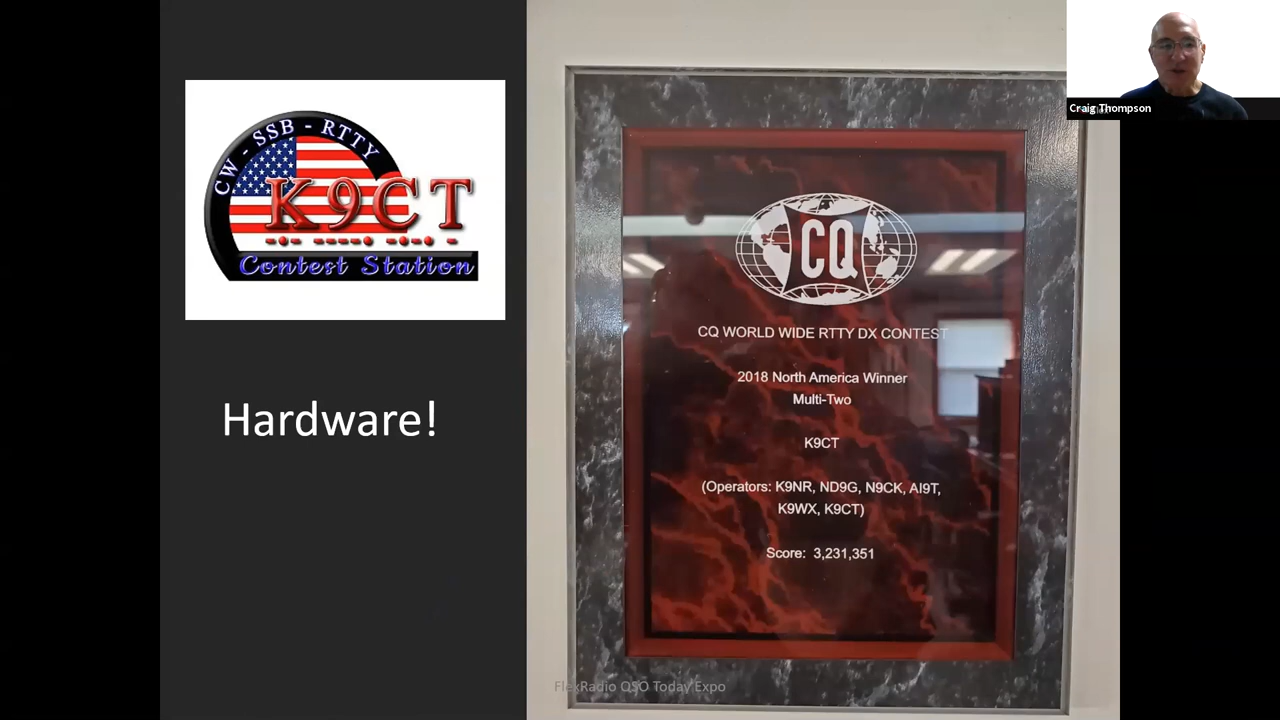 CW - SSB - RTTY
K9CT
-•- ----• -•-• -
Contest Station
Hardware!
CQ
CQ WORLD WIDE RTTY DX CONTEST
2018 North America Winner
Multi-Two
K9CT
(Operators: K9NR, ND9G, N9CK, AI9T,
K9WX, K9CT)
Score: 3,231,351
FlexRadio QSO Today Expo
Craig Thompson